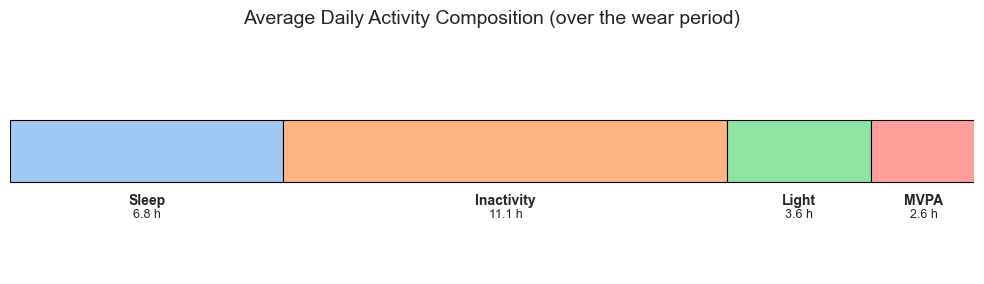 Average Daily Activity Composition (over the wear period)
Sleep
6.8 h
Inactivity
11.1 h
Light
3.6 h
MVPA
2.6 h